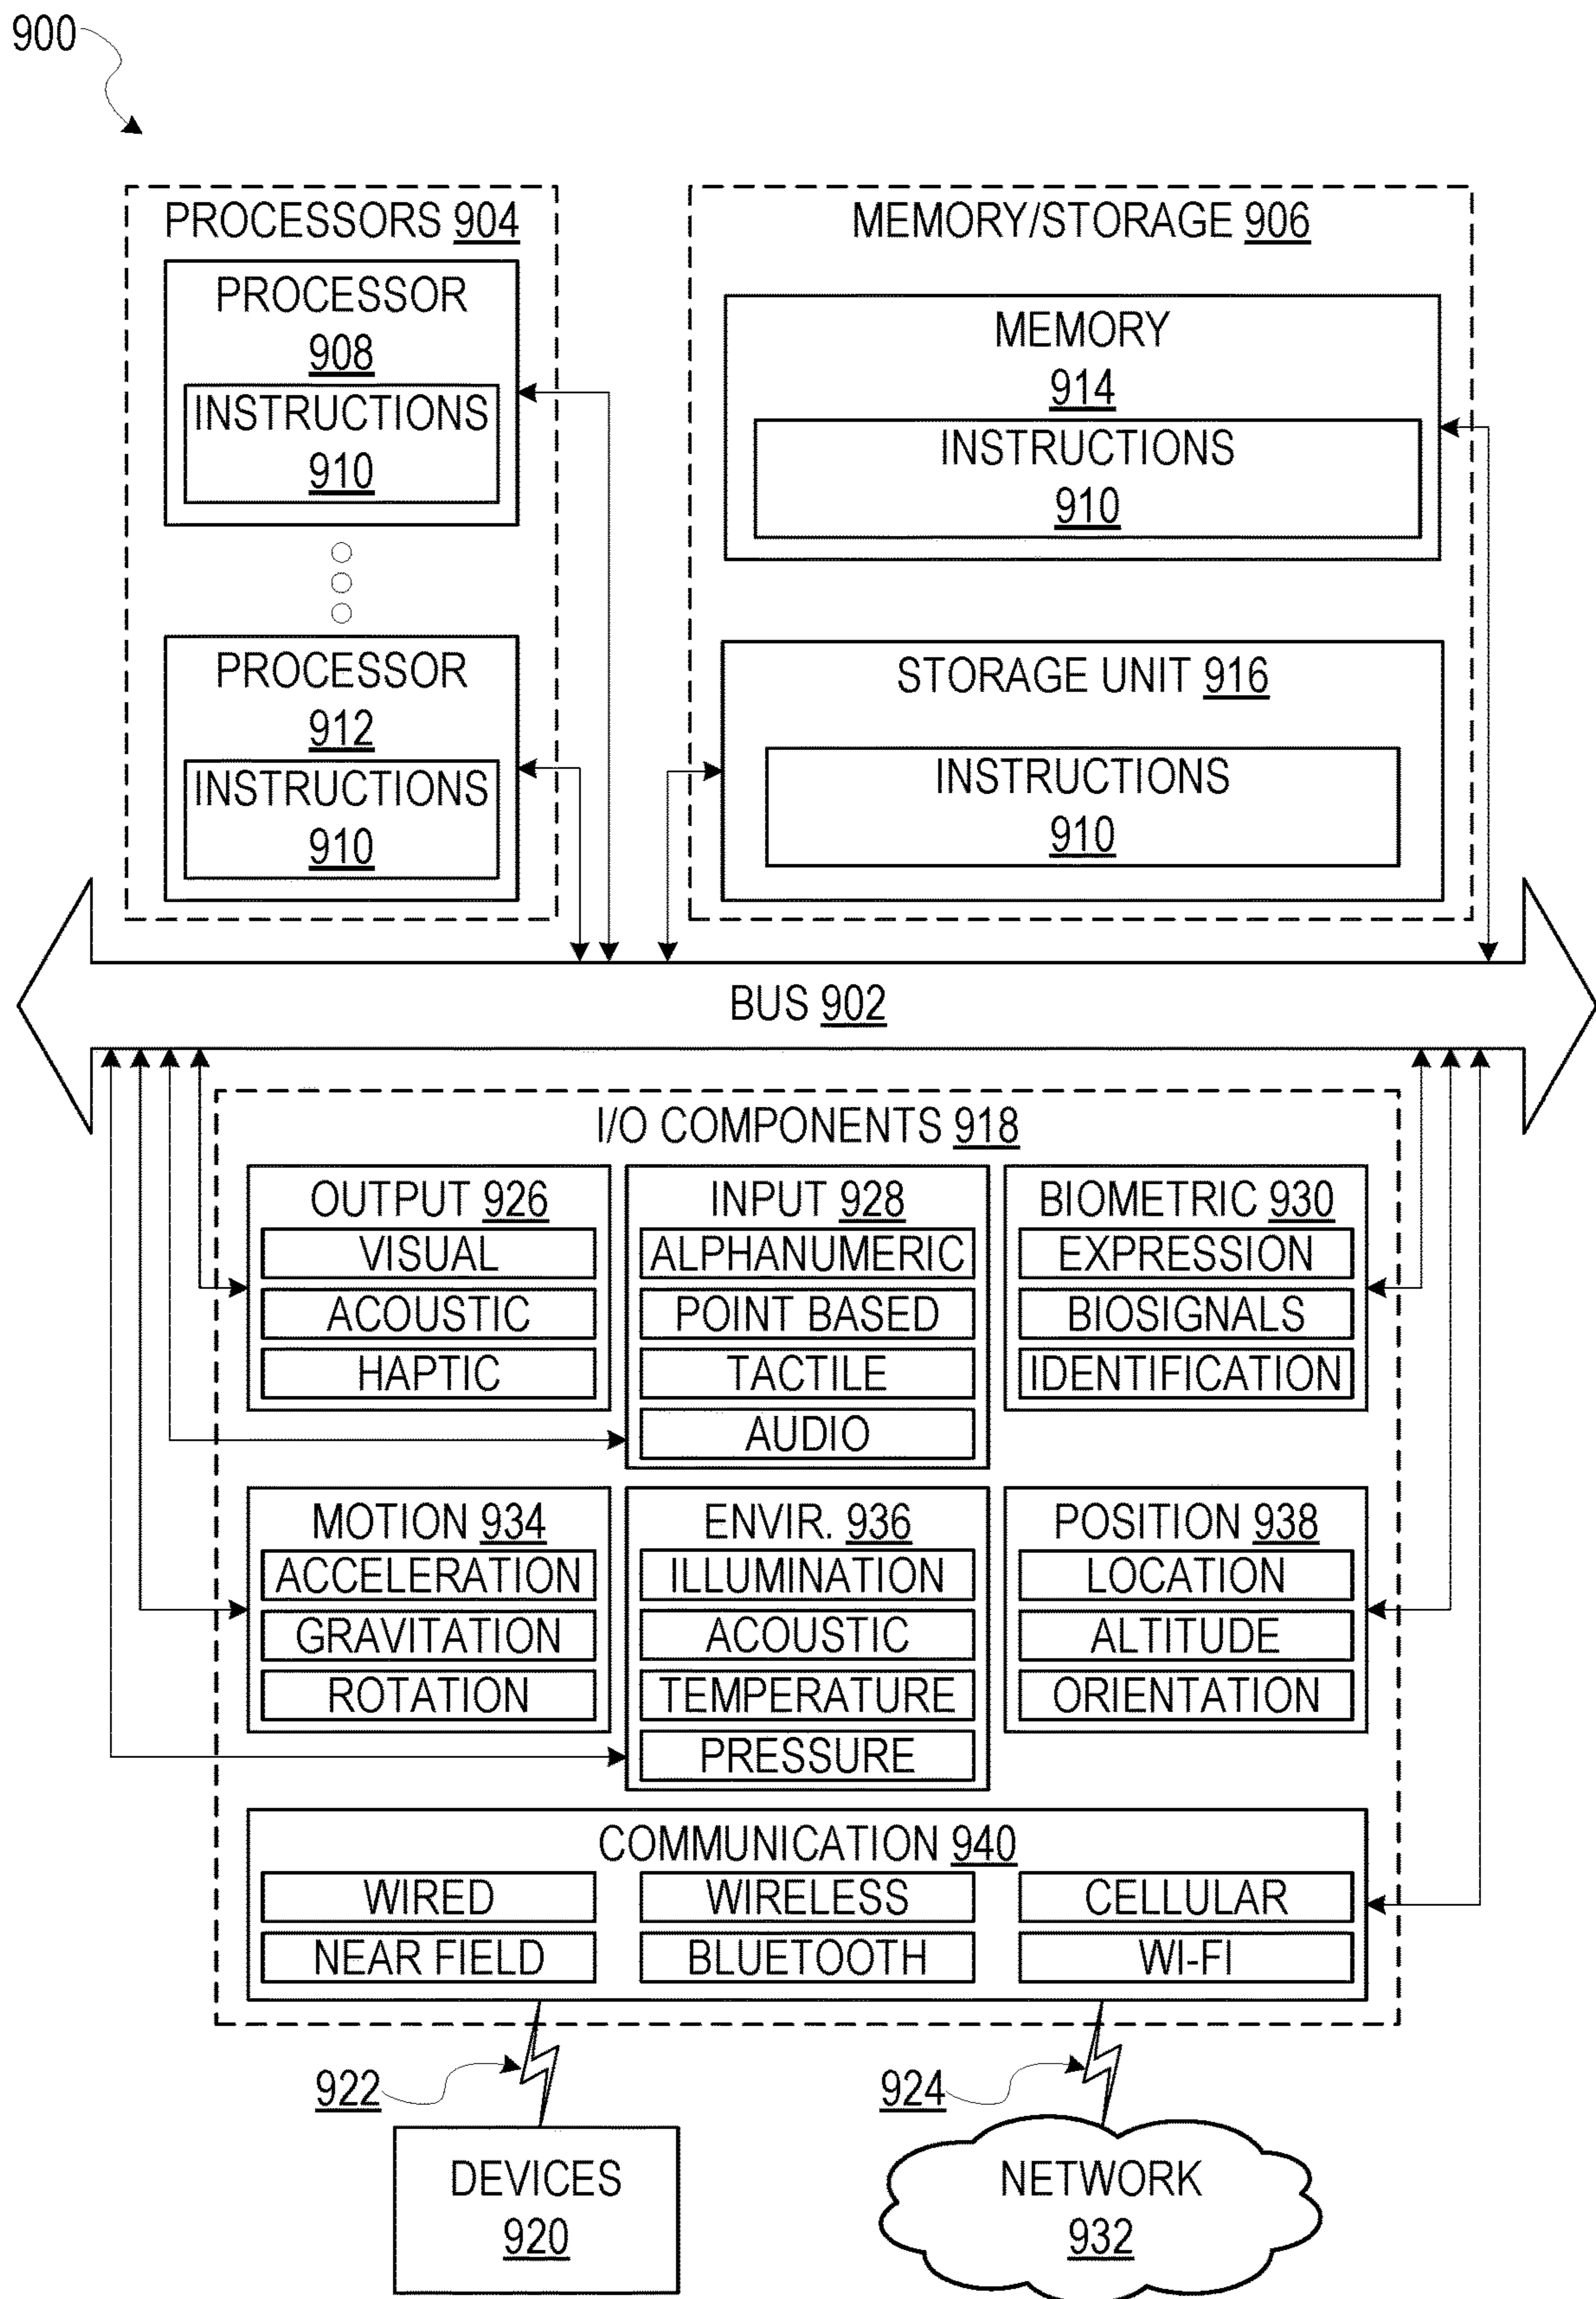 900
PROCESSORS 904
PROCESSOR
908
INSTRUCTIONS
910
PROCESSOR
912
INSTRUCTIONS
910
MEMORY/STORAGE 906
MEMORY
914
INSTRUCTIONS
910
STORAGE UNIT 916
INSTRUCTIONS
910
BUS 902
I/O COMPONENTS 918
OUTPUT 926
VISUAL
ACOUSTIC
HAPTIC
INPUT 928
ALPHANUMERIC
POINT BASED
TACTILE
AUDIO
BIOMETRIC 930
EXPRESSION
BIOSIGNALS
IDENTIFICATION
MOTION 934
ACCELERATION
GRAVITATION
ROTATION
ENVIR. 936
ILLUMINATION
ACOUSTIC
TEMPERATURE
PRESSURE
POSITION 938
LOCATION
ALTITUDE
ORIENTATION
COMMUNICATION 940
WIRED
WIRELESS
CELLULAR
NEAR FIELD
BLUETOOTH
WI-FI
922
924
DEVICES
920
NETWORK
932